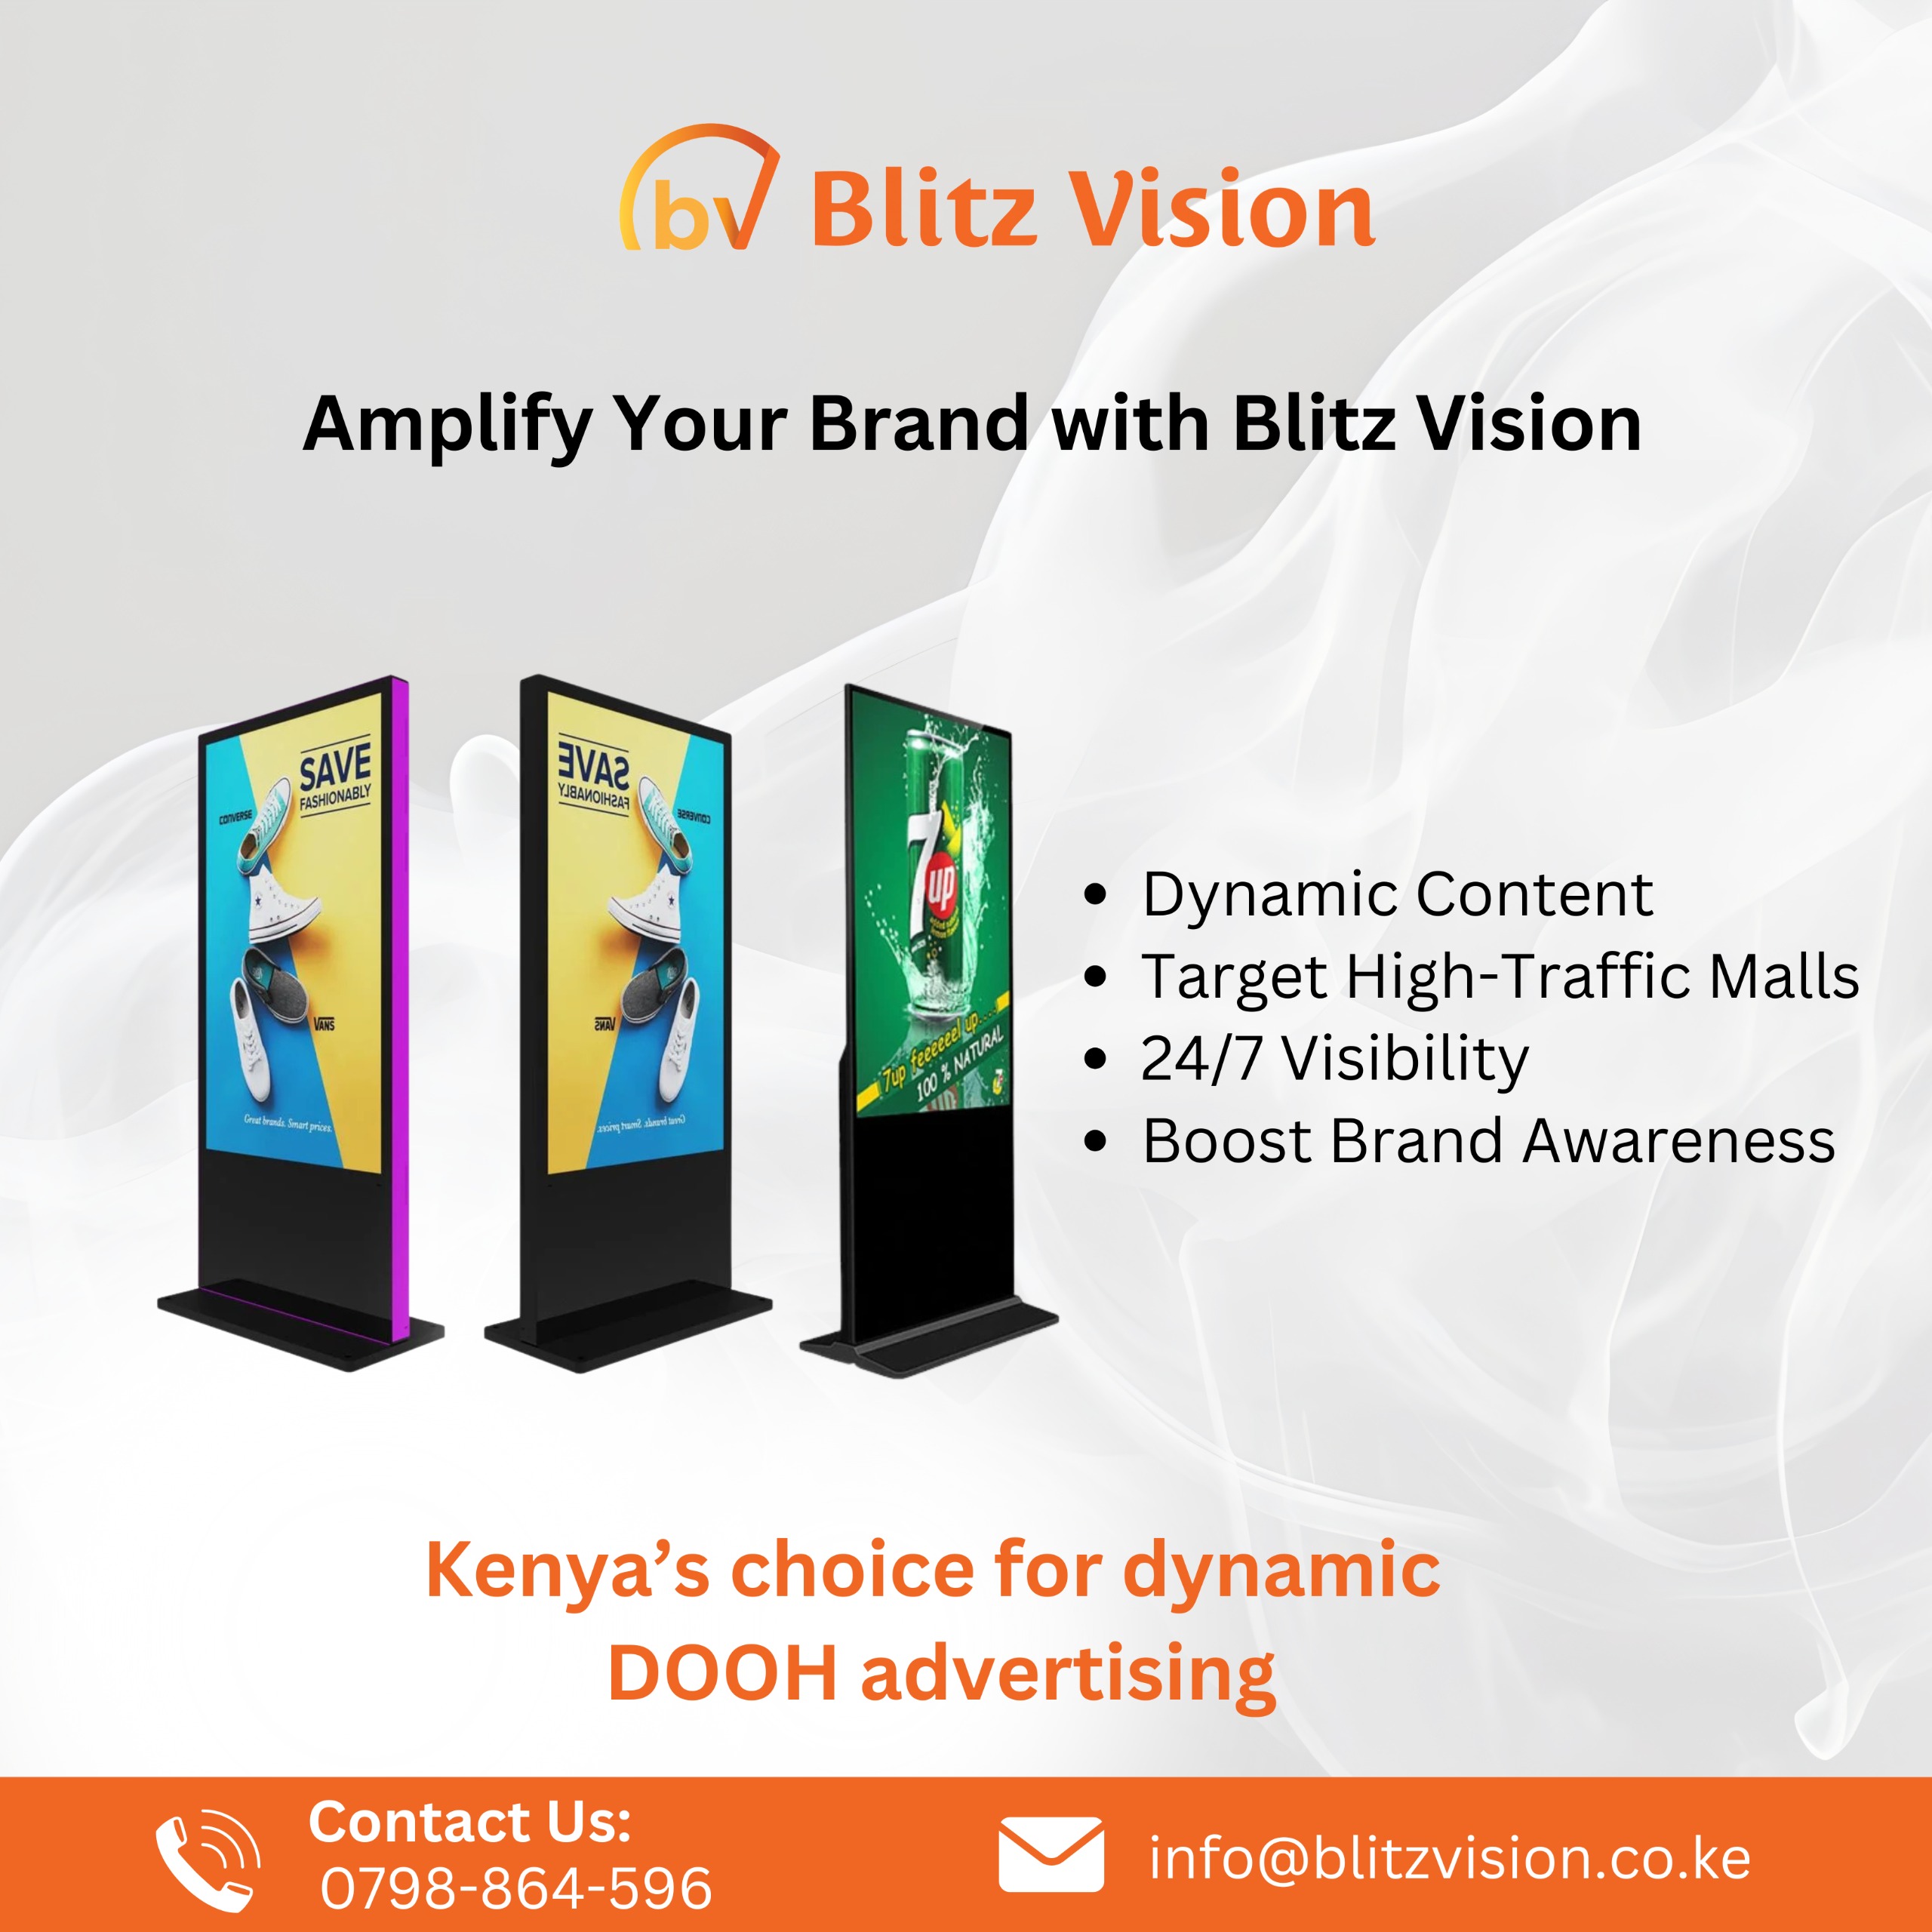 bv Blitz Vision
Amplify Your Brand with Blitz Vision
SAVE
FASHIONABLY
CONVERSE
VANS
Great brands. Smart prices.
SAVE
FASHIONABLY
CONVERSE
VANS
Great brands. Smart prices.
7up
7up feeeeeel up....
100 % NATURAL
• Dynamic Content
• Target High-Traffic Malls
• 24/7 Visibility
• Boost Brand Awareness
Kenya’s choice for dynamic
DOOH advertising
Contact Us:
0798-864-596
info@blitzvision.co.ke